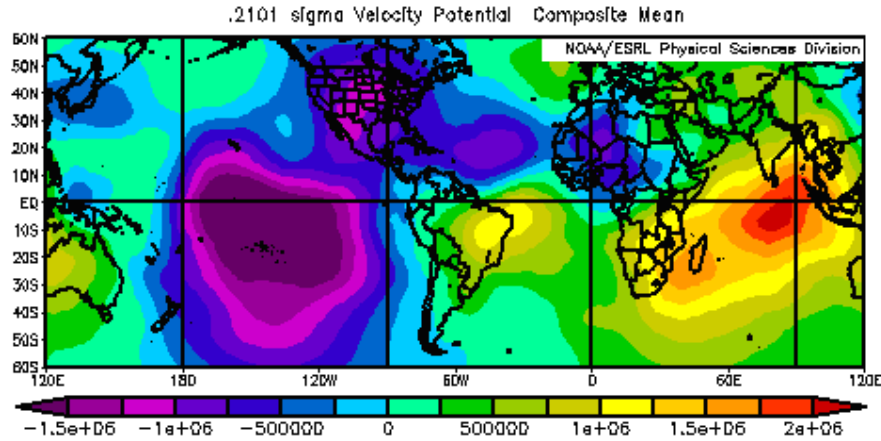 .2101 sigma Velocity Potential Composite Mean
NOAA/ESRL Physical Sciences Division
60N
50N
40N
30N
20N
10N
EQ
10S
20S
30S
40S
50S
60S
120E 180 120W 60W 0 60E 120E
-1.5e+06 -1e+06 -500000 0 500000 1e+06 1.5e+06 2e+06